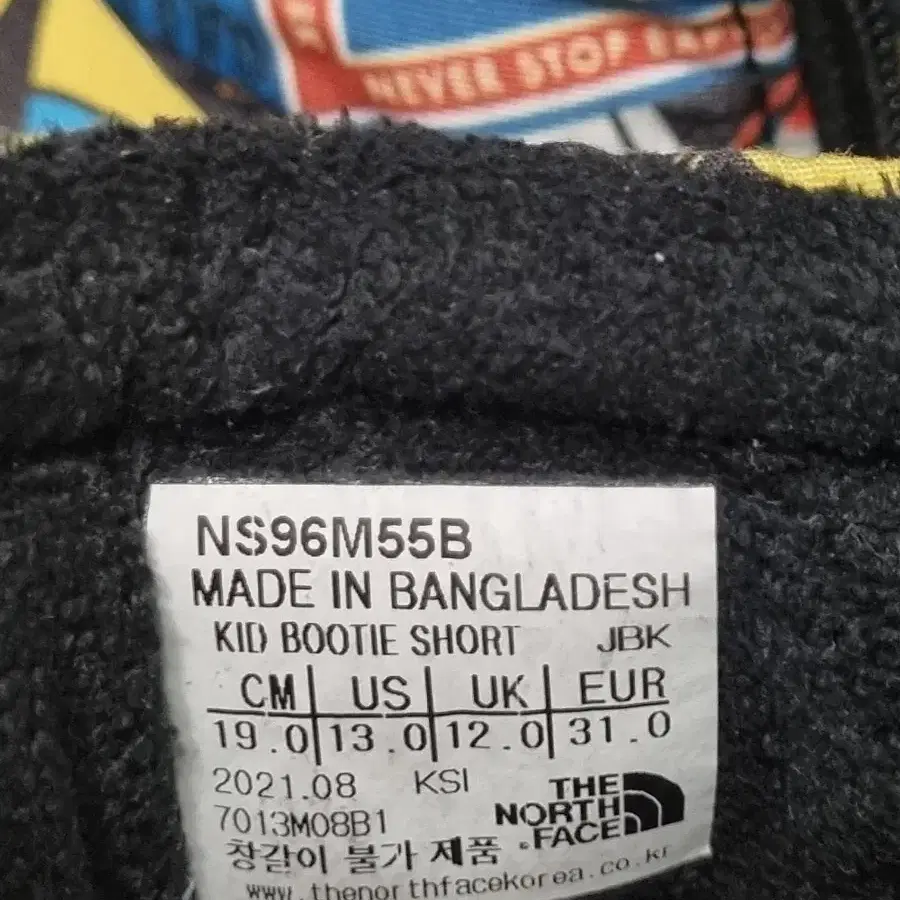 NEVER STOP
NS96M55B
MADE IN BANGLADESH
KID BOOTIE SHORT JBK
CM US UK EUR
19.0 13.0 12.0 31.0
2021.08 KSI
7013M08B1
창갈이 불가 제품
THE
NORTH
FACE
www.thenorthfacekorea.co.kr